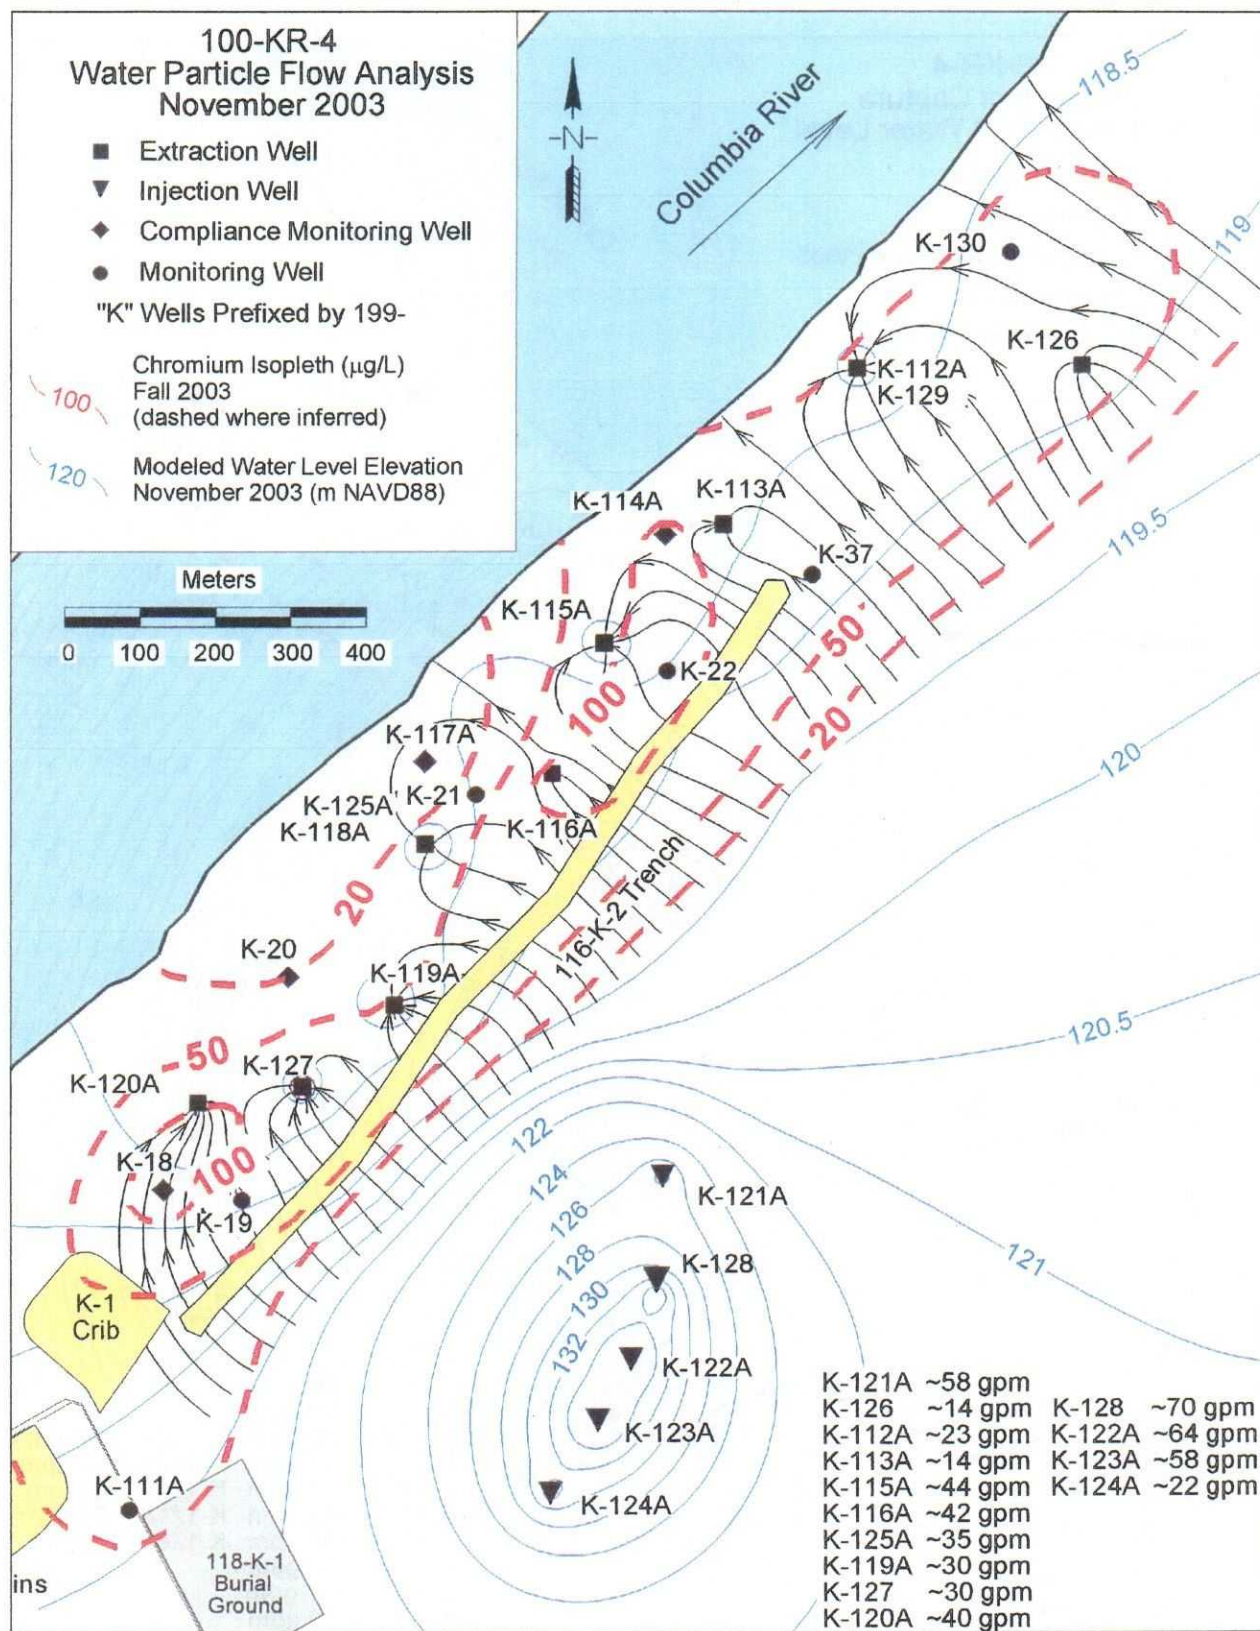 100-KR-4
Water Particle Flow Analysis
November 2003
Extraction Well
Injection Well
Compliance Monitoring Well
Monitoring Well
"K" Wells Prefixed by 199-
Chromium Isopleth (µg/L)
Fall 2003
(dashed where inferred)
100
Modeled Water Level Elevation
November 2003 (m NAVD88)
120
N
Columbia River
118.5
119
K-130
K-126
K-112A
K-129
119.5
K-114A
K-113A
K-37
Meters
0 100 200 300 400
K-115A
50
K-22
100
20
K-117A
120
K-125A
K-21
K-118A
K-116A
116-K-2 Trench
20
K-20
K-119A
120.5
50
K-127
K-120A
122
124
K-18
100
K-121A
126
K-19
128
K-128
121
130
K-1
Crib
132
K-122A
K-123A
K-111A
K-124A
118-K-1
Burial
Ground
ins
K-121A ~58 gpm
K-126 ~14 gpm K-128 ~70 gpm
K-112A ~23 gpm K-122A ~64 gpm
K-113A ~14 gpm K-123A ~58 gpm
K-115A ~44 gpm K-124A ~22 gpm
K-116A ~42 gpm
K-125A ~35 gpm
K-119A ~30 gpm
K-127 ~30 gpm
K-120A ~40 gpm